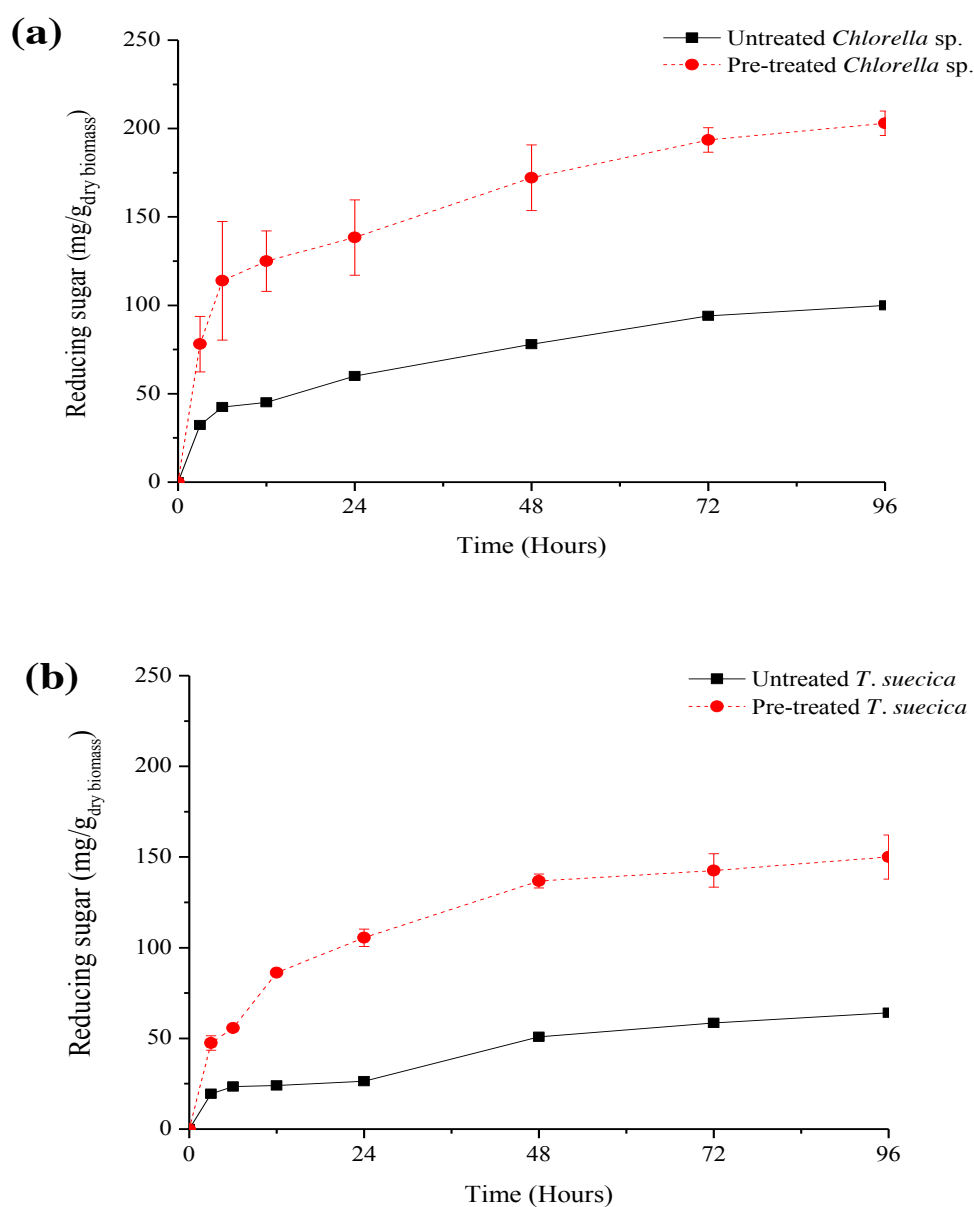 (a)
250
200
150
100
50
0
Reducing sugar (mg/g dry biomass)
Untreated Chlorella sp.
Pre-treated Chlorella sp.
0 24 48 72 96
Time (Hours)
(b)
250
200
150
100
50
0
Reducing sugar (mg/g dry biomass)
Untreated T. suecica
Pre-treated T. suecica
0 24 48 72 96
Time (Hours)